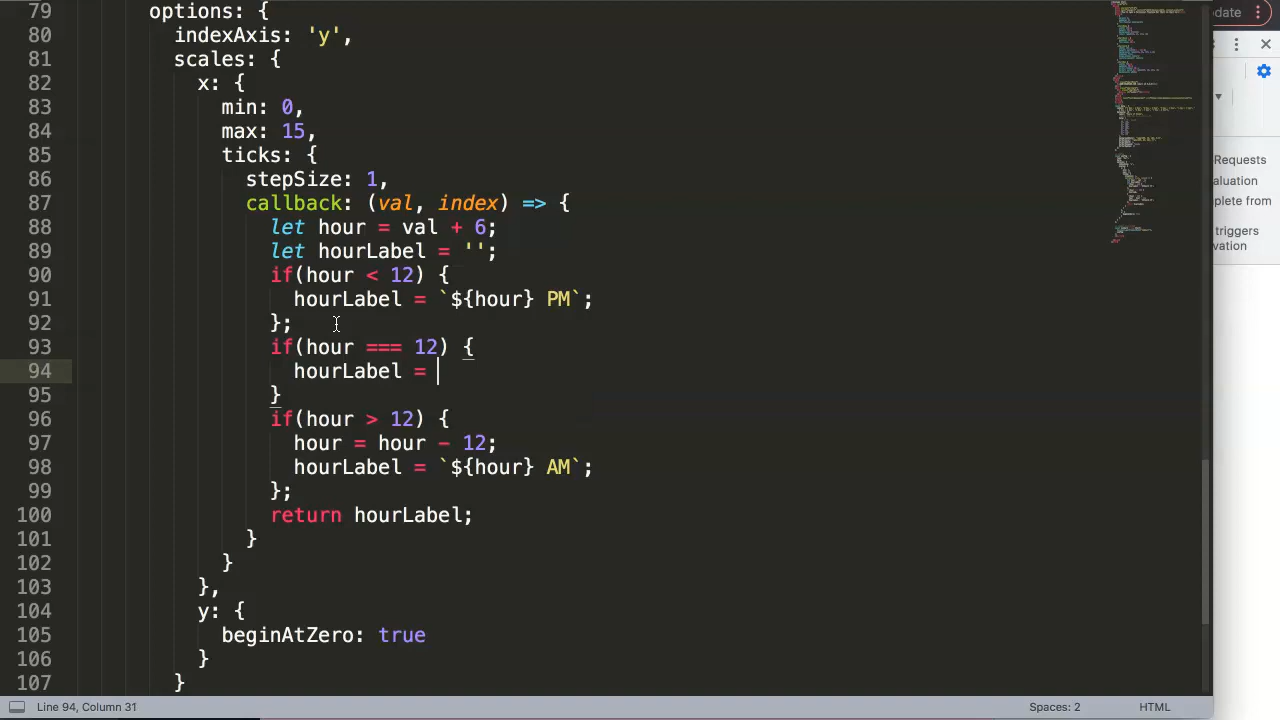 79 options: {
80 indexAxis: 'y',
81 scales: {
82 x: {
83 min: 0,
84 max: 15,
85 ticks: {
86 stepSize: 1,
87 callback: (val, index) => {
88 let hour = val + 6;
89 let hourLabel = '';
90 if(hour < 12) {
91 hourLabel = `${hour} PM`;
92 };
93 if(hour === 12) {
94 hourLabel =
95 }
96 if(hour > 12) {
97 hour = hour - 12;
98 hourLabel = `${hour} AM`;
99 };
100 return hourLabel;
101 }
102 }
103 },
104 y: {
105 beginAtZero: true
106 }
107 }
Line 94, Column 31
Spaces: 2
HTML
Requests
plete from
triggers